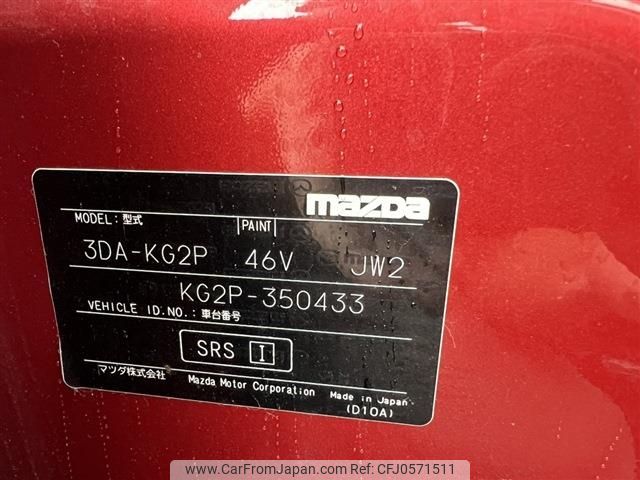 mazda
MODEL:型式
PAINT
3DA-KG2P 46V JW2
KG2P-350433
VEHICLE ID.NO.:車台番号
SRS I
マツダ株式会社 Mazda Motor Corporation Made in Japan
(D10A)
www.CarFromJapan.com | Ref.CFJ0571511